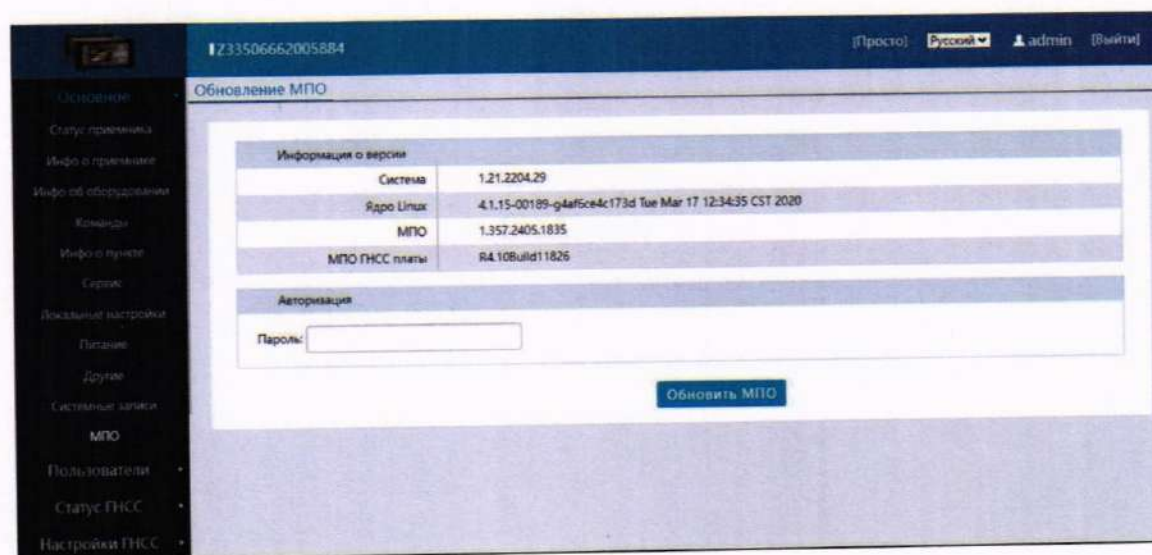 Z33506662005884
[Просто] Русский admin [Выйти]
Основное
Обновление МПО
Статус приемника
Инфо о приемнике
Инфо об оборудовании
Команды
Инфо о пункте
Сервис
Локальные настройки
Питание
Другие
Системные записи
МПО
Пользователи
Статус ГНСС
Настройки ГНСС
Информация о версии
Система 1.21.2204.29
Ядро Linux 4.1.15-00189-g4af6ce4c173d Tue Mar 17 12:34:35 CST 2020
МПО 1.357.2405.1835
МПО ГНСС платы R4.10Build11826
Авторизация
Пароль:
Обновить МПО